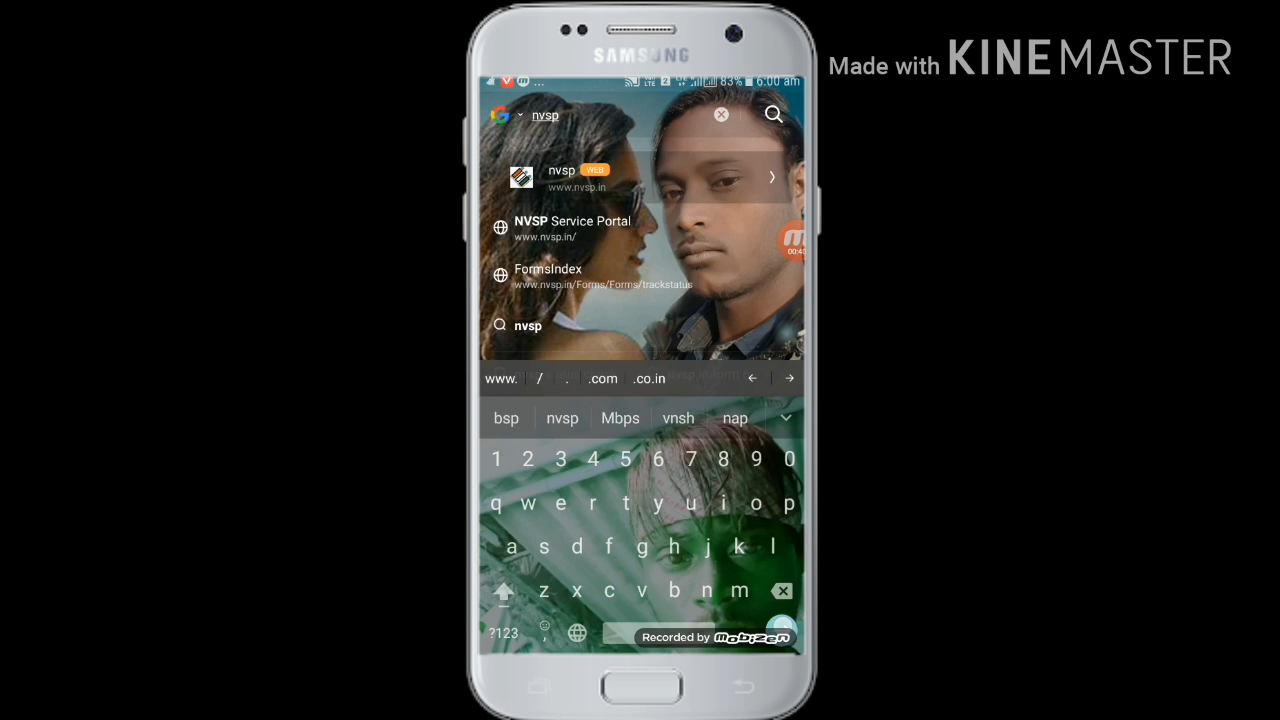 Made with KINEMASTER
SAMSUNG
83% 6:00 am
nvsp
nvsp WEB
www.nvsp.in
NVSP Service Portal
www.nvsp.in/
FormsIndex
www.nvsp.in/Forms/Forms/trackstatus
00:43
nvsp
www. / . .com .co.in
bsp nvsp Mbps vnsh nap
1 2 3 4 5 6 7 8 9 0
q w e r t y u i o p
a s d f g h j k l
z x c v b n m
?123 ,
Recorded by mobizen